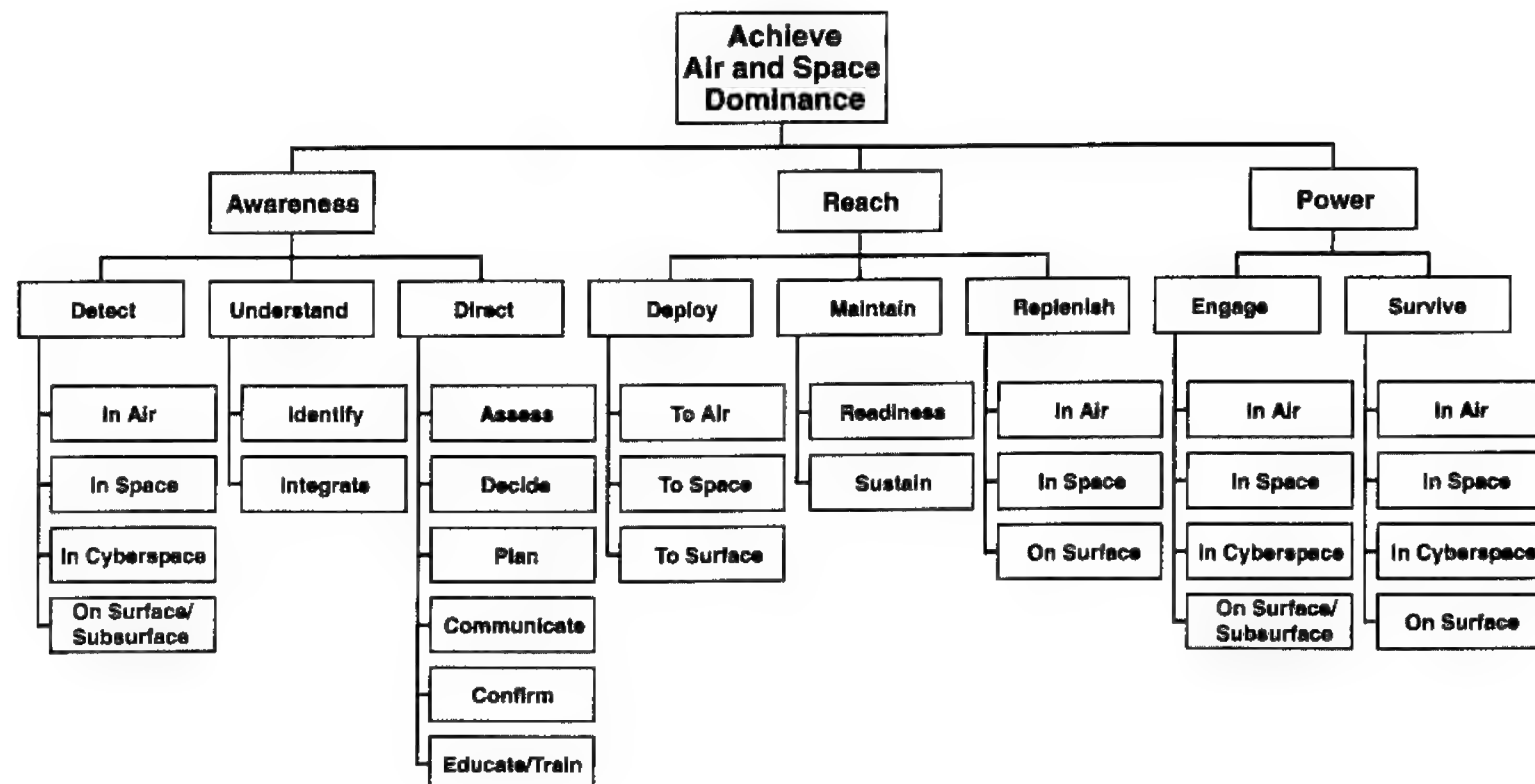 Achieve
Air and Space
Dominance
Awareness
Reach
Power
Detect
Understand
Direct
Deploy
Maintain
Replenish
Engage
Survive
In Air
In Space
In Cyberspace
On Surface/
Subsurface
Identify
Integrate
Assess
Decide
Plan
Communicate
Confirm
Educate/Train
To Air
To Space
To Surface
Readiness
Sustain
In Air
In Space
On Surface
In Air
In Space
In Cyberspace
On Surface/
Subsurface
In Air
In Space
In Cyberspace
On Surface